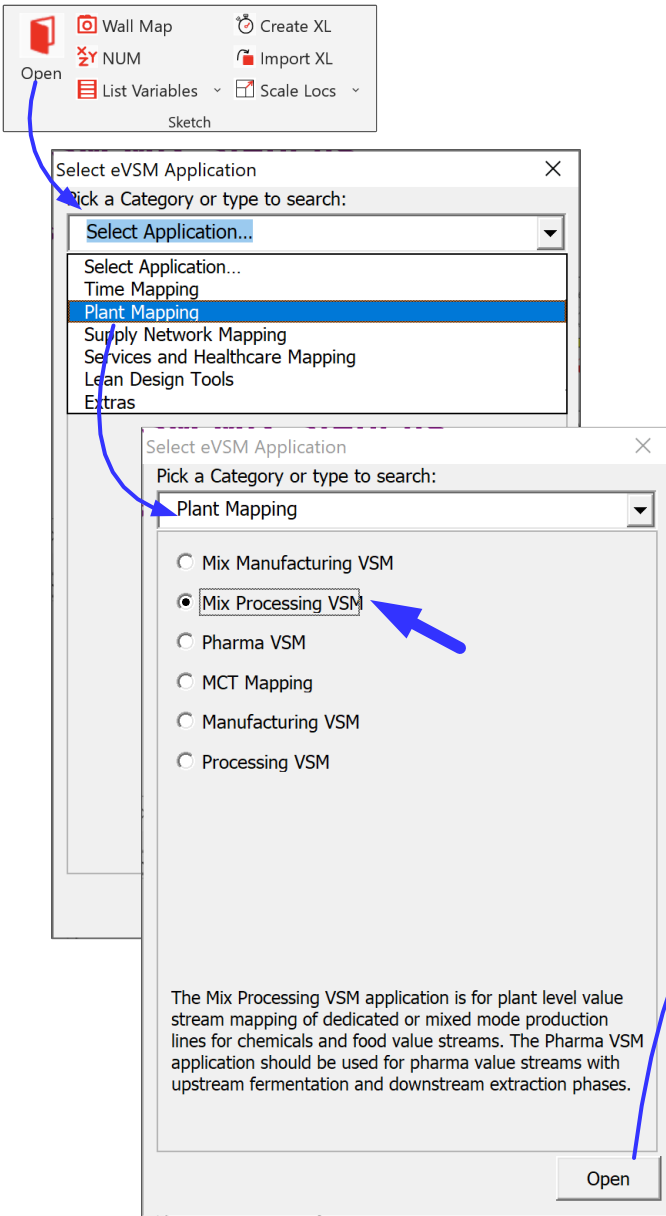 Open
Wall Map
NUM
List Variables
Create XL
Import XL
Scale Locs
Sketch
Select eVSM Application
Pick a Category or type to search:
Select Application...
Select Application...
Time Mapping
Plant Mapping
Supply Network Mapping
Services and Healthcare Mapping
Lean Design Tools
Extras
Select eVSM Application
Pick a Category or type to search:
Plant Mapping
Mix Manufacturing VSM
Mix Processing VSM
Pharma VSM
MCT Mapping
Manufacturing VSM
Processing VSM
The Mix Processing VSM application is for plant level value
stream mapping of dedicated or mixed mode production
lines for chemicals and food value streams. The Pharma VSM
application should be used for pharma value streams with
upstream fermentation and downstream extraction phases.
Open